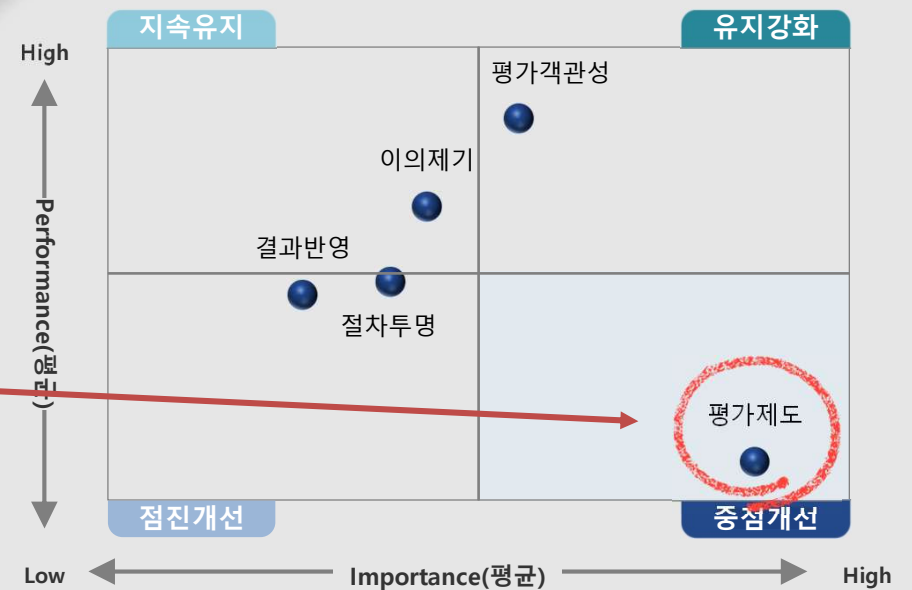 지속유지
유지강화
High
평가객관성
이의제기
결과반영
절차투명
Performance(평균)
평가제도
점진개선
중점개선
Low
Importance(평균)
High